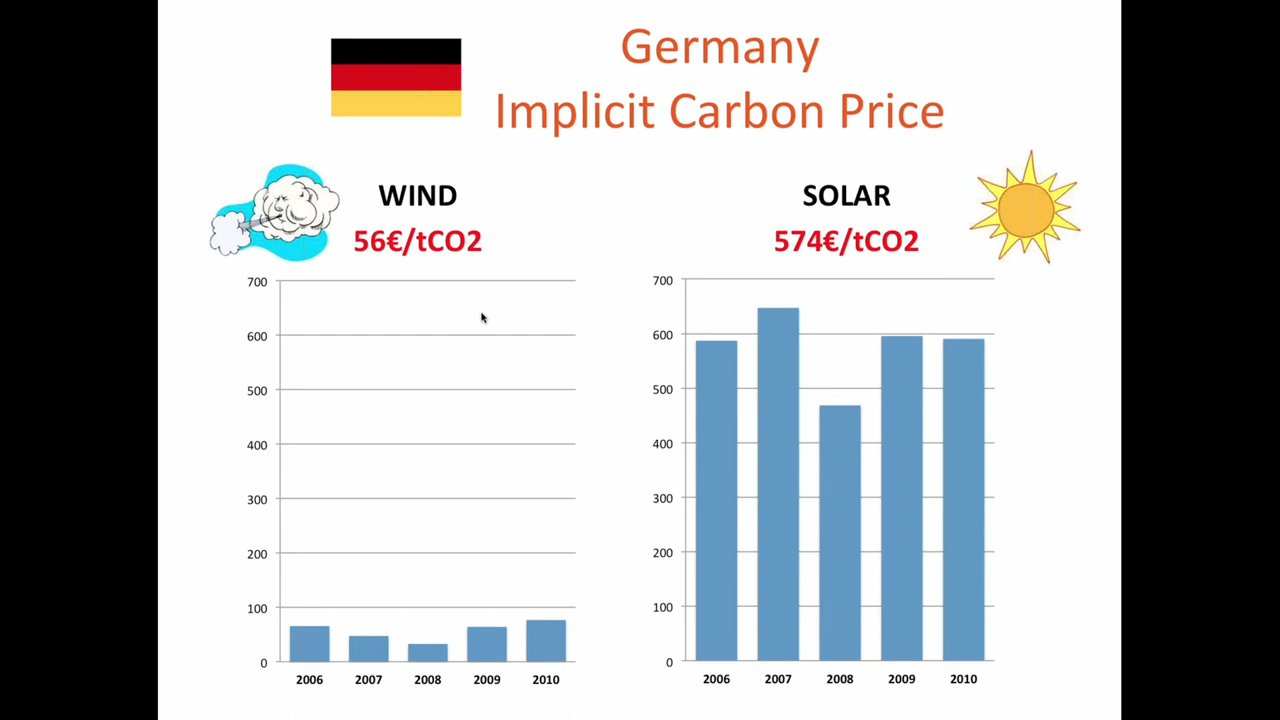 Germany
Implicit Carbon Price
WIND
56€/tCO2
SOLAR
574€/tCO2
700
600
500
400
300
200
100
0
2006 2007 2008 2009 2010
700
600
500
400
300
200
100
0
2006 2007 2008 2009 2010